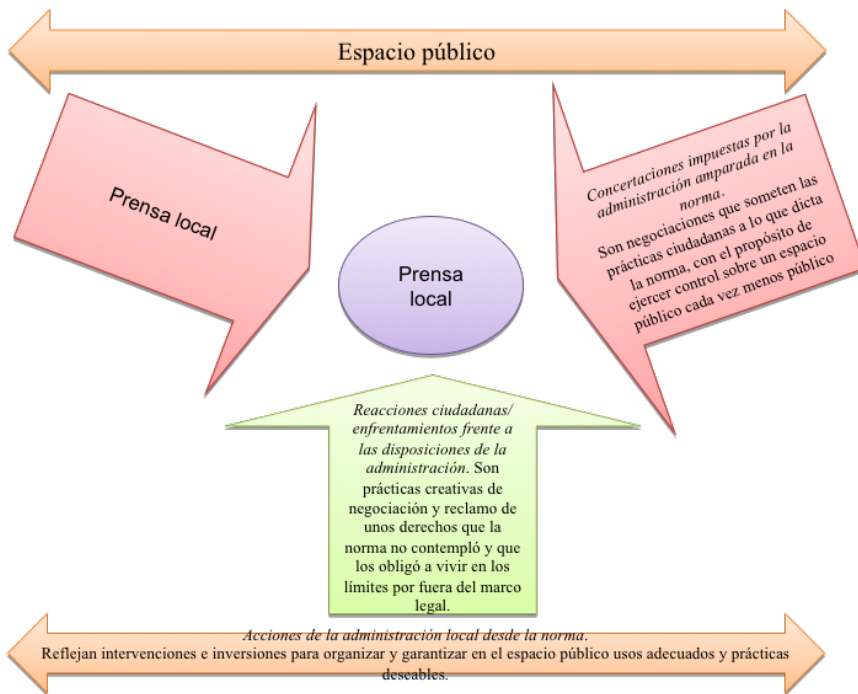 Espacio público
Prensa local
Concertaciones impuestas por la
administración amparada en la
norma.
Son negociaciones que someten las
prácticas ciudadanas a lo que dicta
la norma, con el propósito de
ejercer control sobre un espacio
público cada vez menos público
Prensa
local
Reacciones ciudadanas/
enfrentamientos frente a
las disposiciones de la
administración. Son
prácticas creativas de
negociación y reclamo de
unos derechos que la
norma no contempló y que
los obligó a vivir en los
límites por fuera del marco
legal.
Acciones de la administración local desde la norma.
Reflejan intervenciones e inversiones para organizar y garantizar en el espacio público usos adecuados y prácticas
deseables.